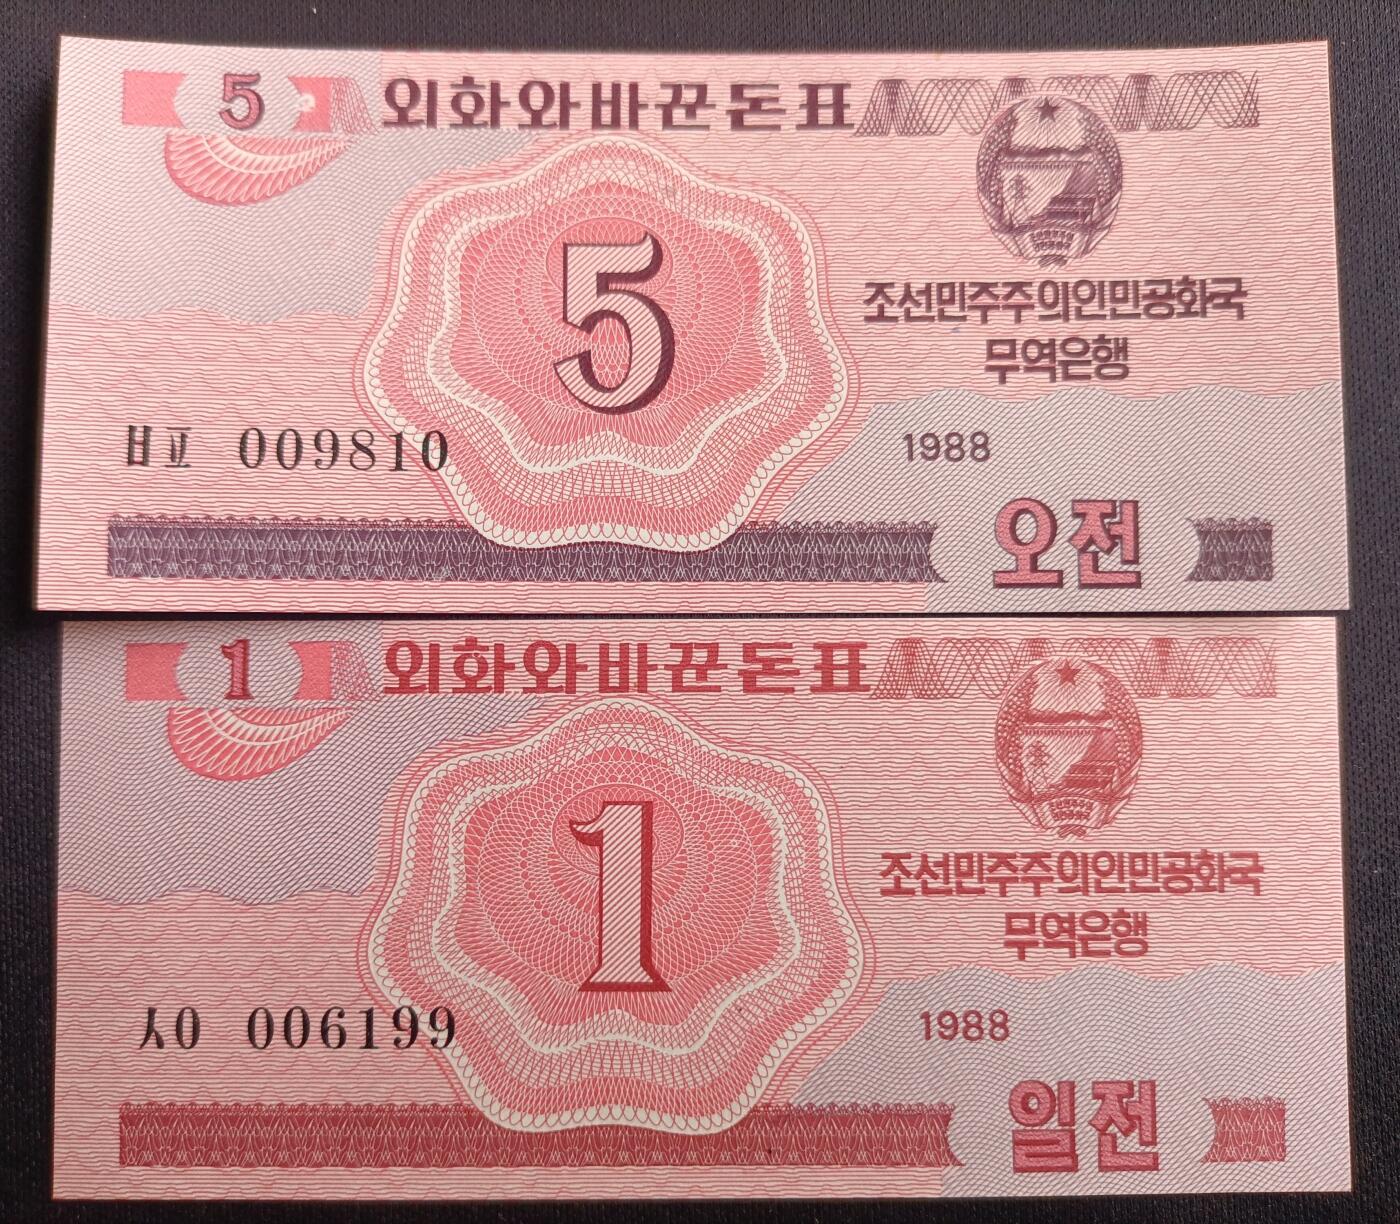 5 외화와바꾼돈표
조선민주주의인민공화국
무역은행
5
ㅂㅍ 009810
1988
오전
1 외화와바꾼돈표
조선민주주의인민공화국
무역은행
1
ㅅㅇ 006199
1988
일전